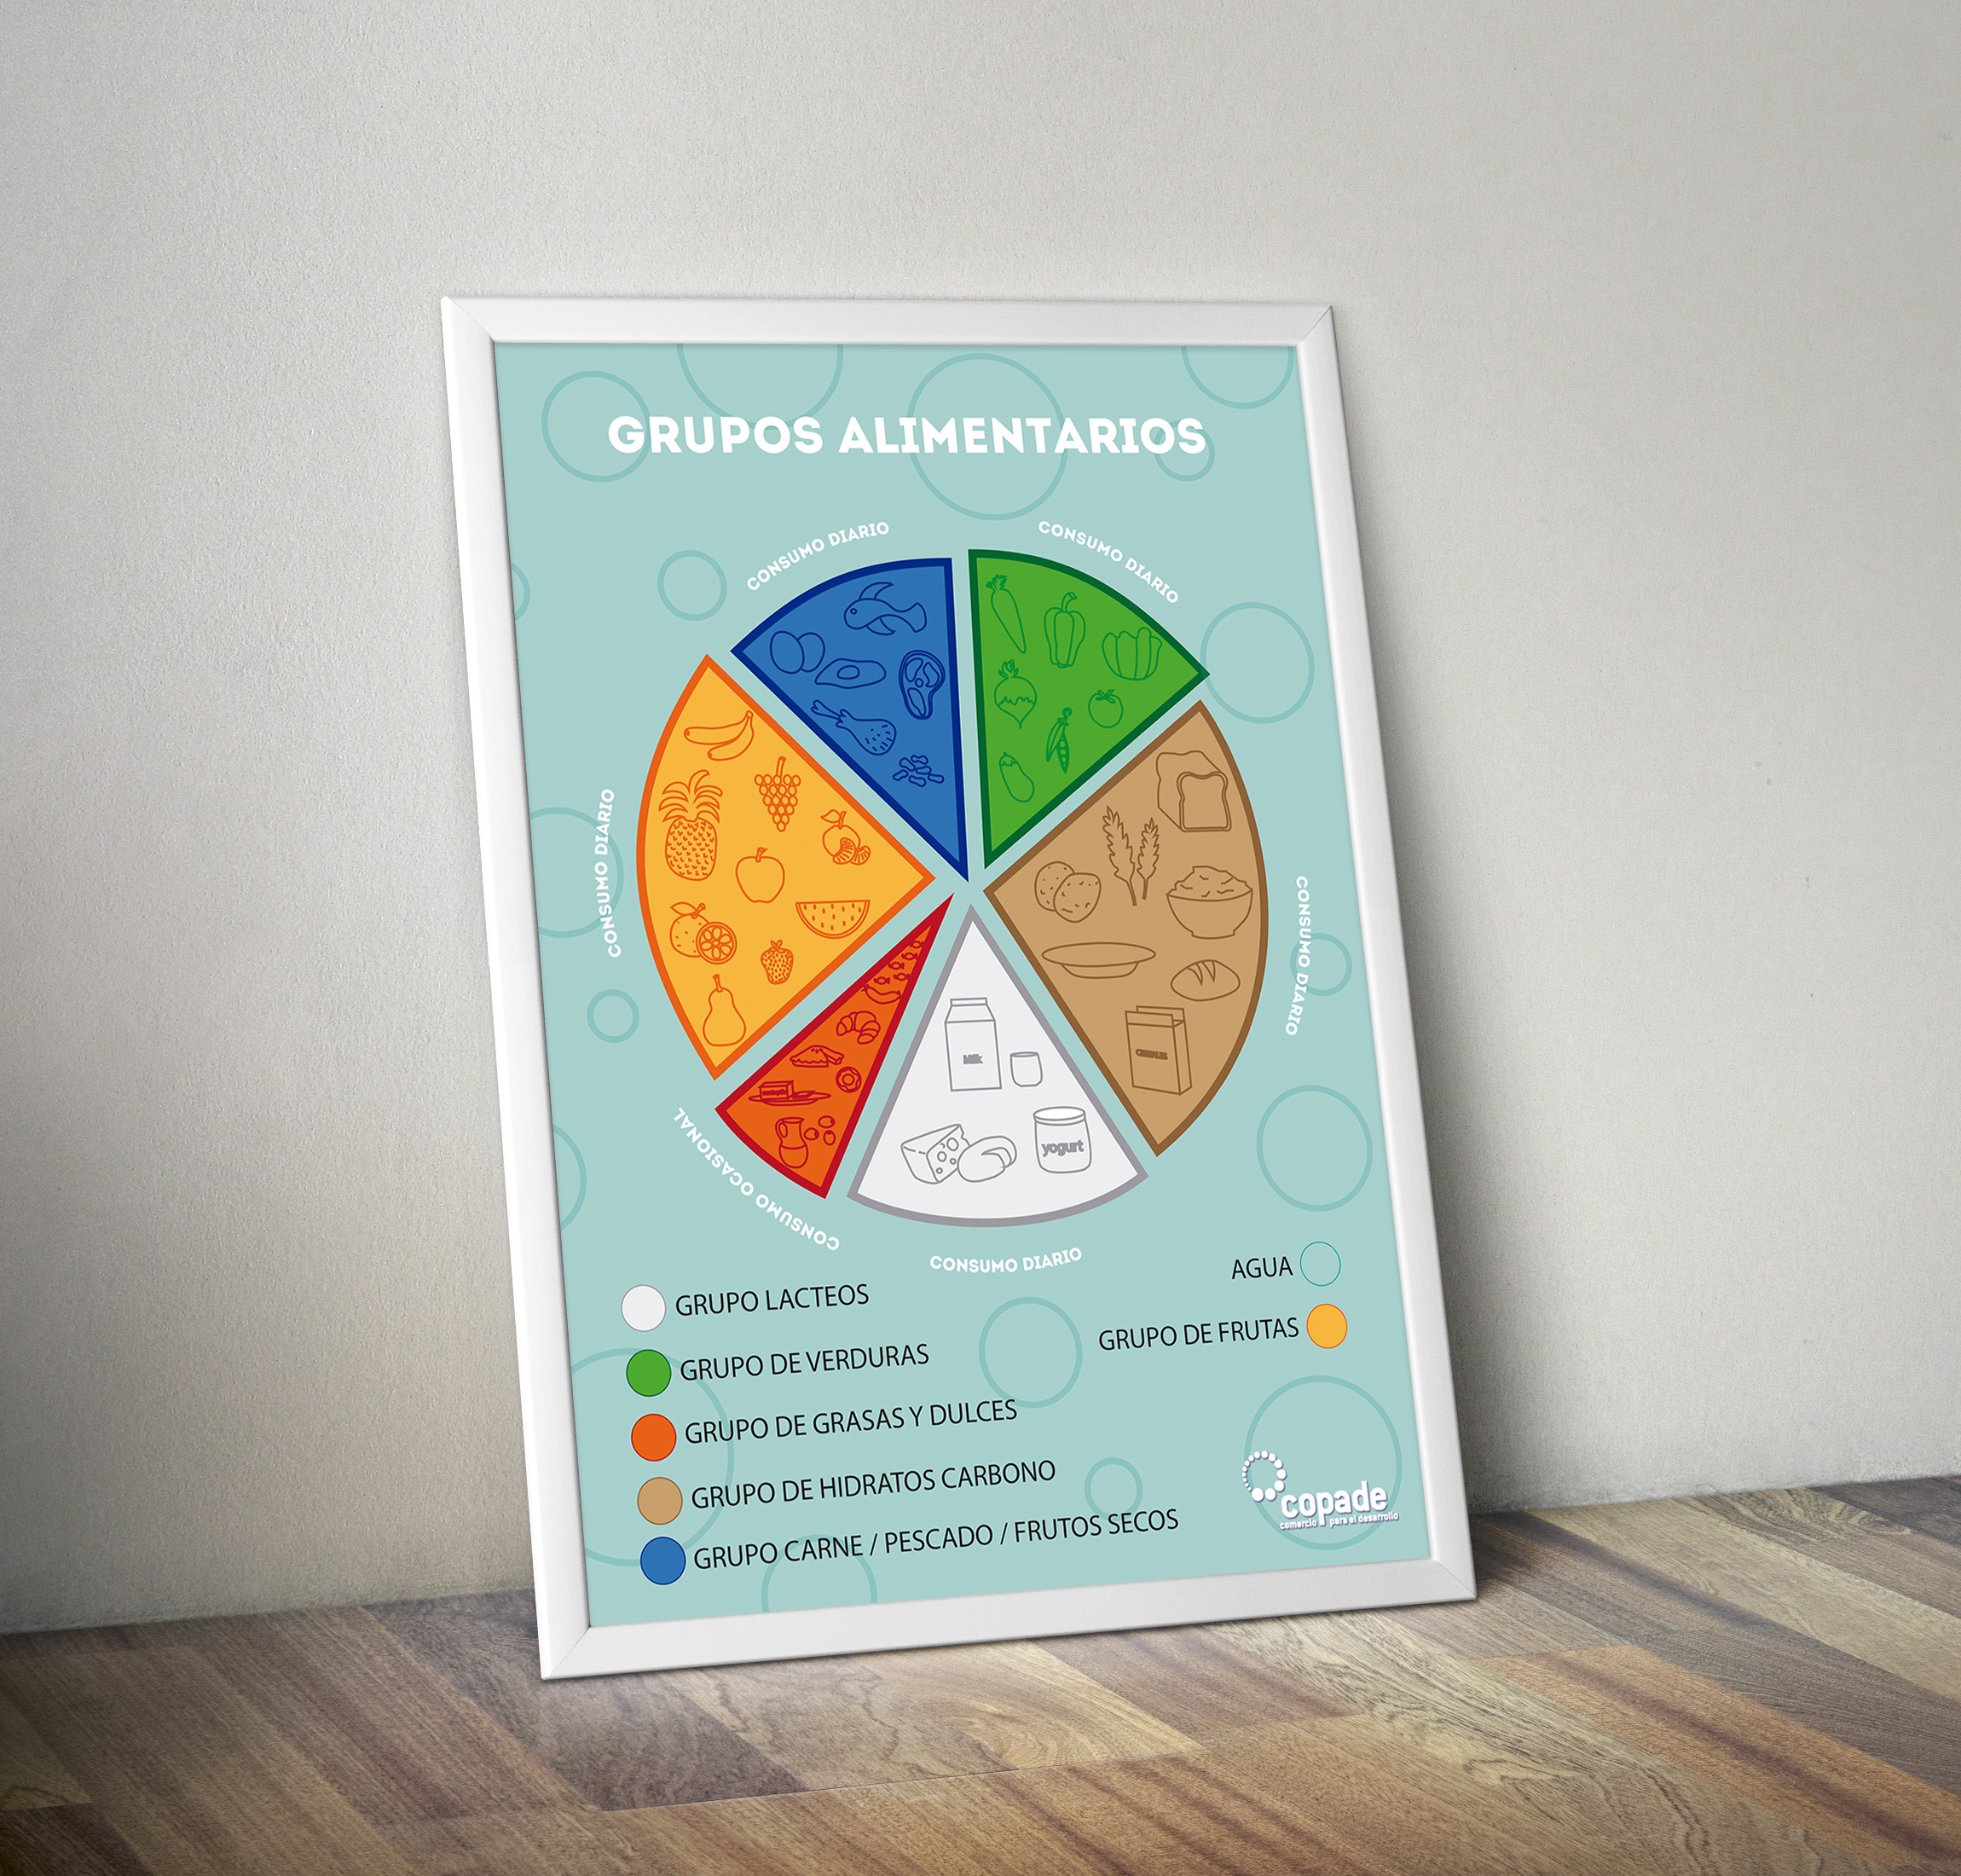 GRUPOS ALIMENTARIOS
CONSUMO DIARIO
CONSUMO DIARIO
CONSUMO DIARIO
CONSUMO DIARIO
CONSUMO OCASIONAL
CONSUMO DIARIO
Milk
yogurt
CEREALES
GRUPO LACTEOS
GRUPO DE VERDURAS
GRUPO DE GRASAS Y DULCES
GRUPO DE HIDRATOS CARBONO
GRUPO CARNE / PESCADO / FRUTOS SECOS
AGUA
GRUPO DE FRUTAS
copade
comercio para el desarrollo